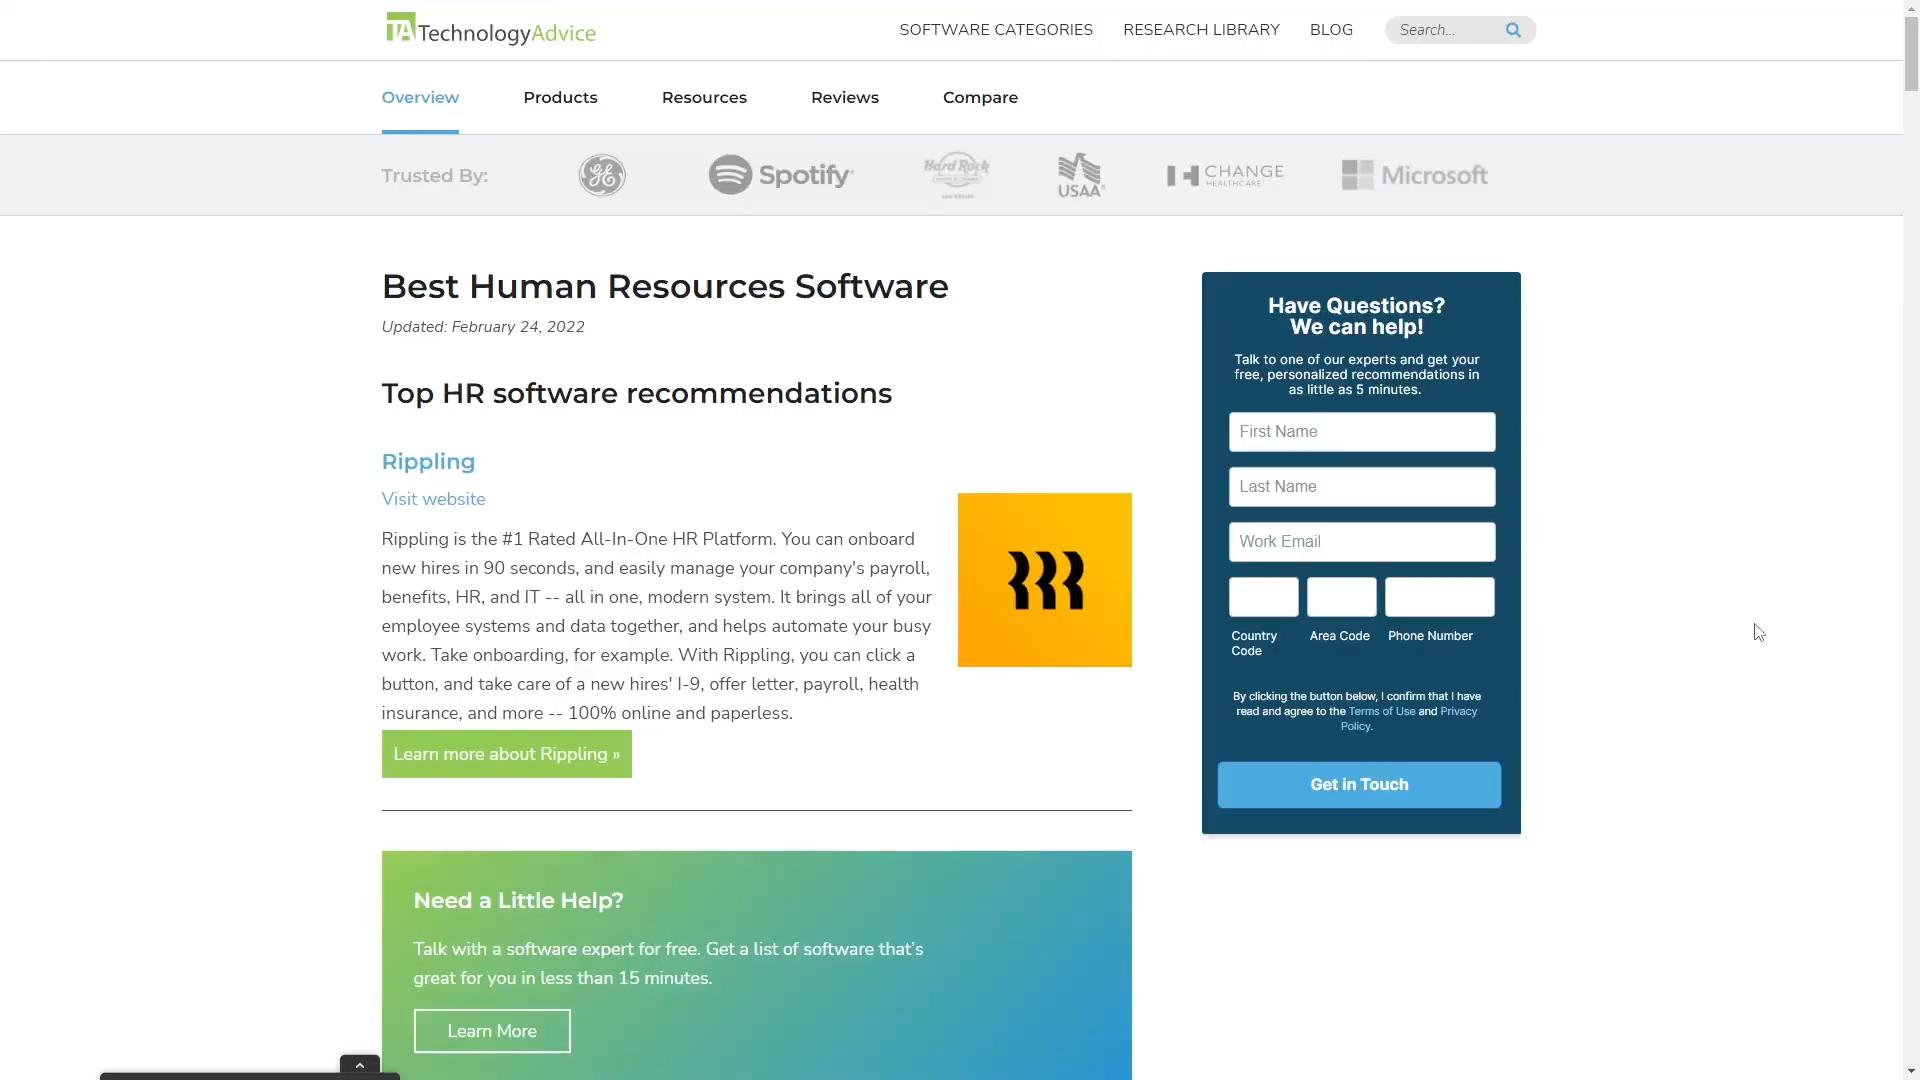 TA TechnologyAdvice
SOFTWARE CATEGORIES RESEARCH LIBRARY BLOG Search...
Overview Products Resources Reviews Compare
Trusted By: Spotify Hard Rock USAA CHANGE HEALTHCARE Microsoft
Best Human Resources Software
Updated: February 24, 2022
Top HR software recommendations
Rippling
Visit website
Rippling is the #1 Rated All-In-One HR Platform. You can onboard
new hires in 90 seconds, and easily manage your company's payroll,
benefits, HR, and IT -- all in one, modern system. It brings all of your
employee systems and data together, and helps automate your busy
work. Take onboarding, for example. With Rippling, you can click a
button, and take care of a new hires' I-9, offer letter, payroll, health
insurance, and more -- 100% online and paperless.
Learn more about Rippling »
Need a Little Help?
Talk with a software expert for free. Get a list of software that's
great for you in less than 15 minutes.
Learn More
Have Questions?
We can help!
Talk to one of our experts and get your
free, personalized recommendations in
as little as 5 minutes.
First Name
Last Name
Work Email
Country Area Code Phone Number
Code
By clicking the button below, I confirm that I have
read and agree to the Terms of Use and Privacy
Policy.
Get in Touch